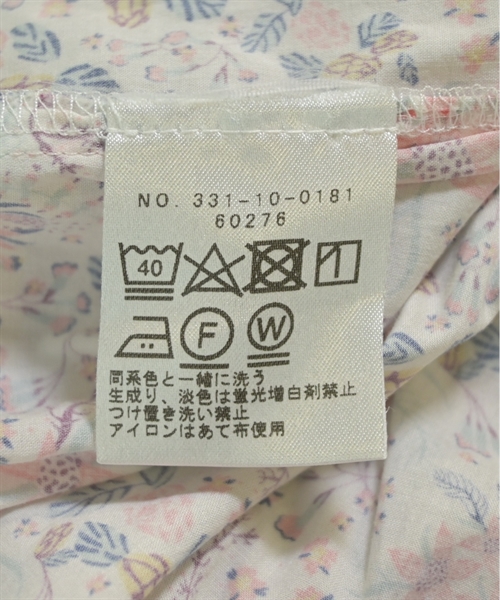 NO. 331-10-0181
60276
40
F W
同系色と一緒に洗う
生成り、淡色は蛍光増白剤禁止
つけ置き洗い禁止
アイロンはあて布使用